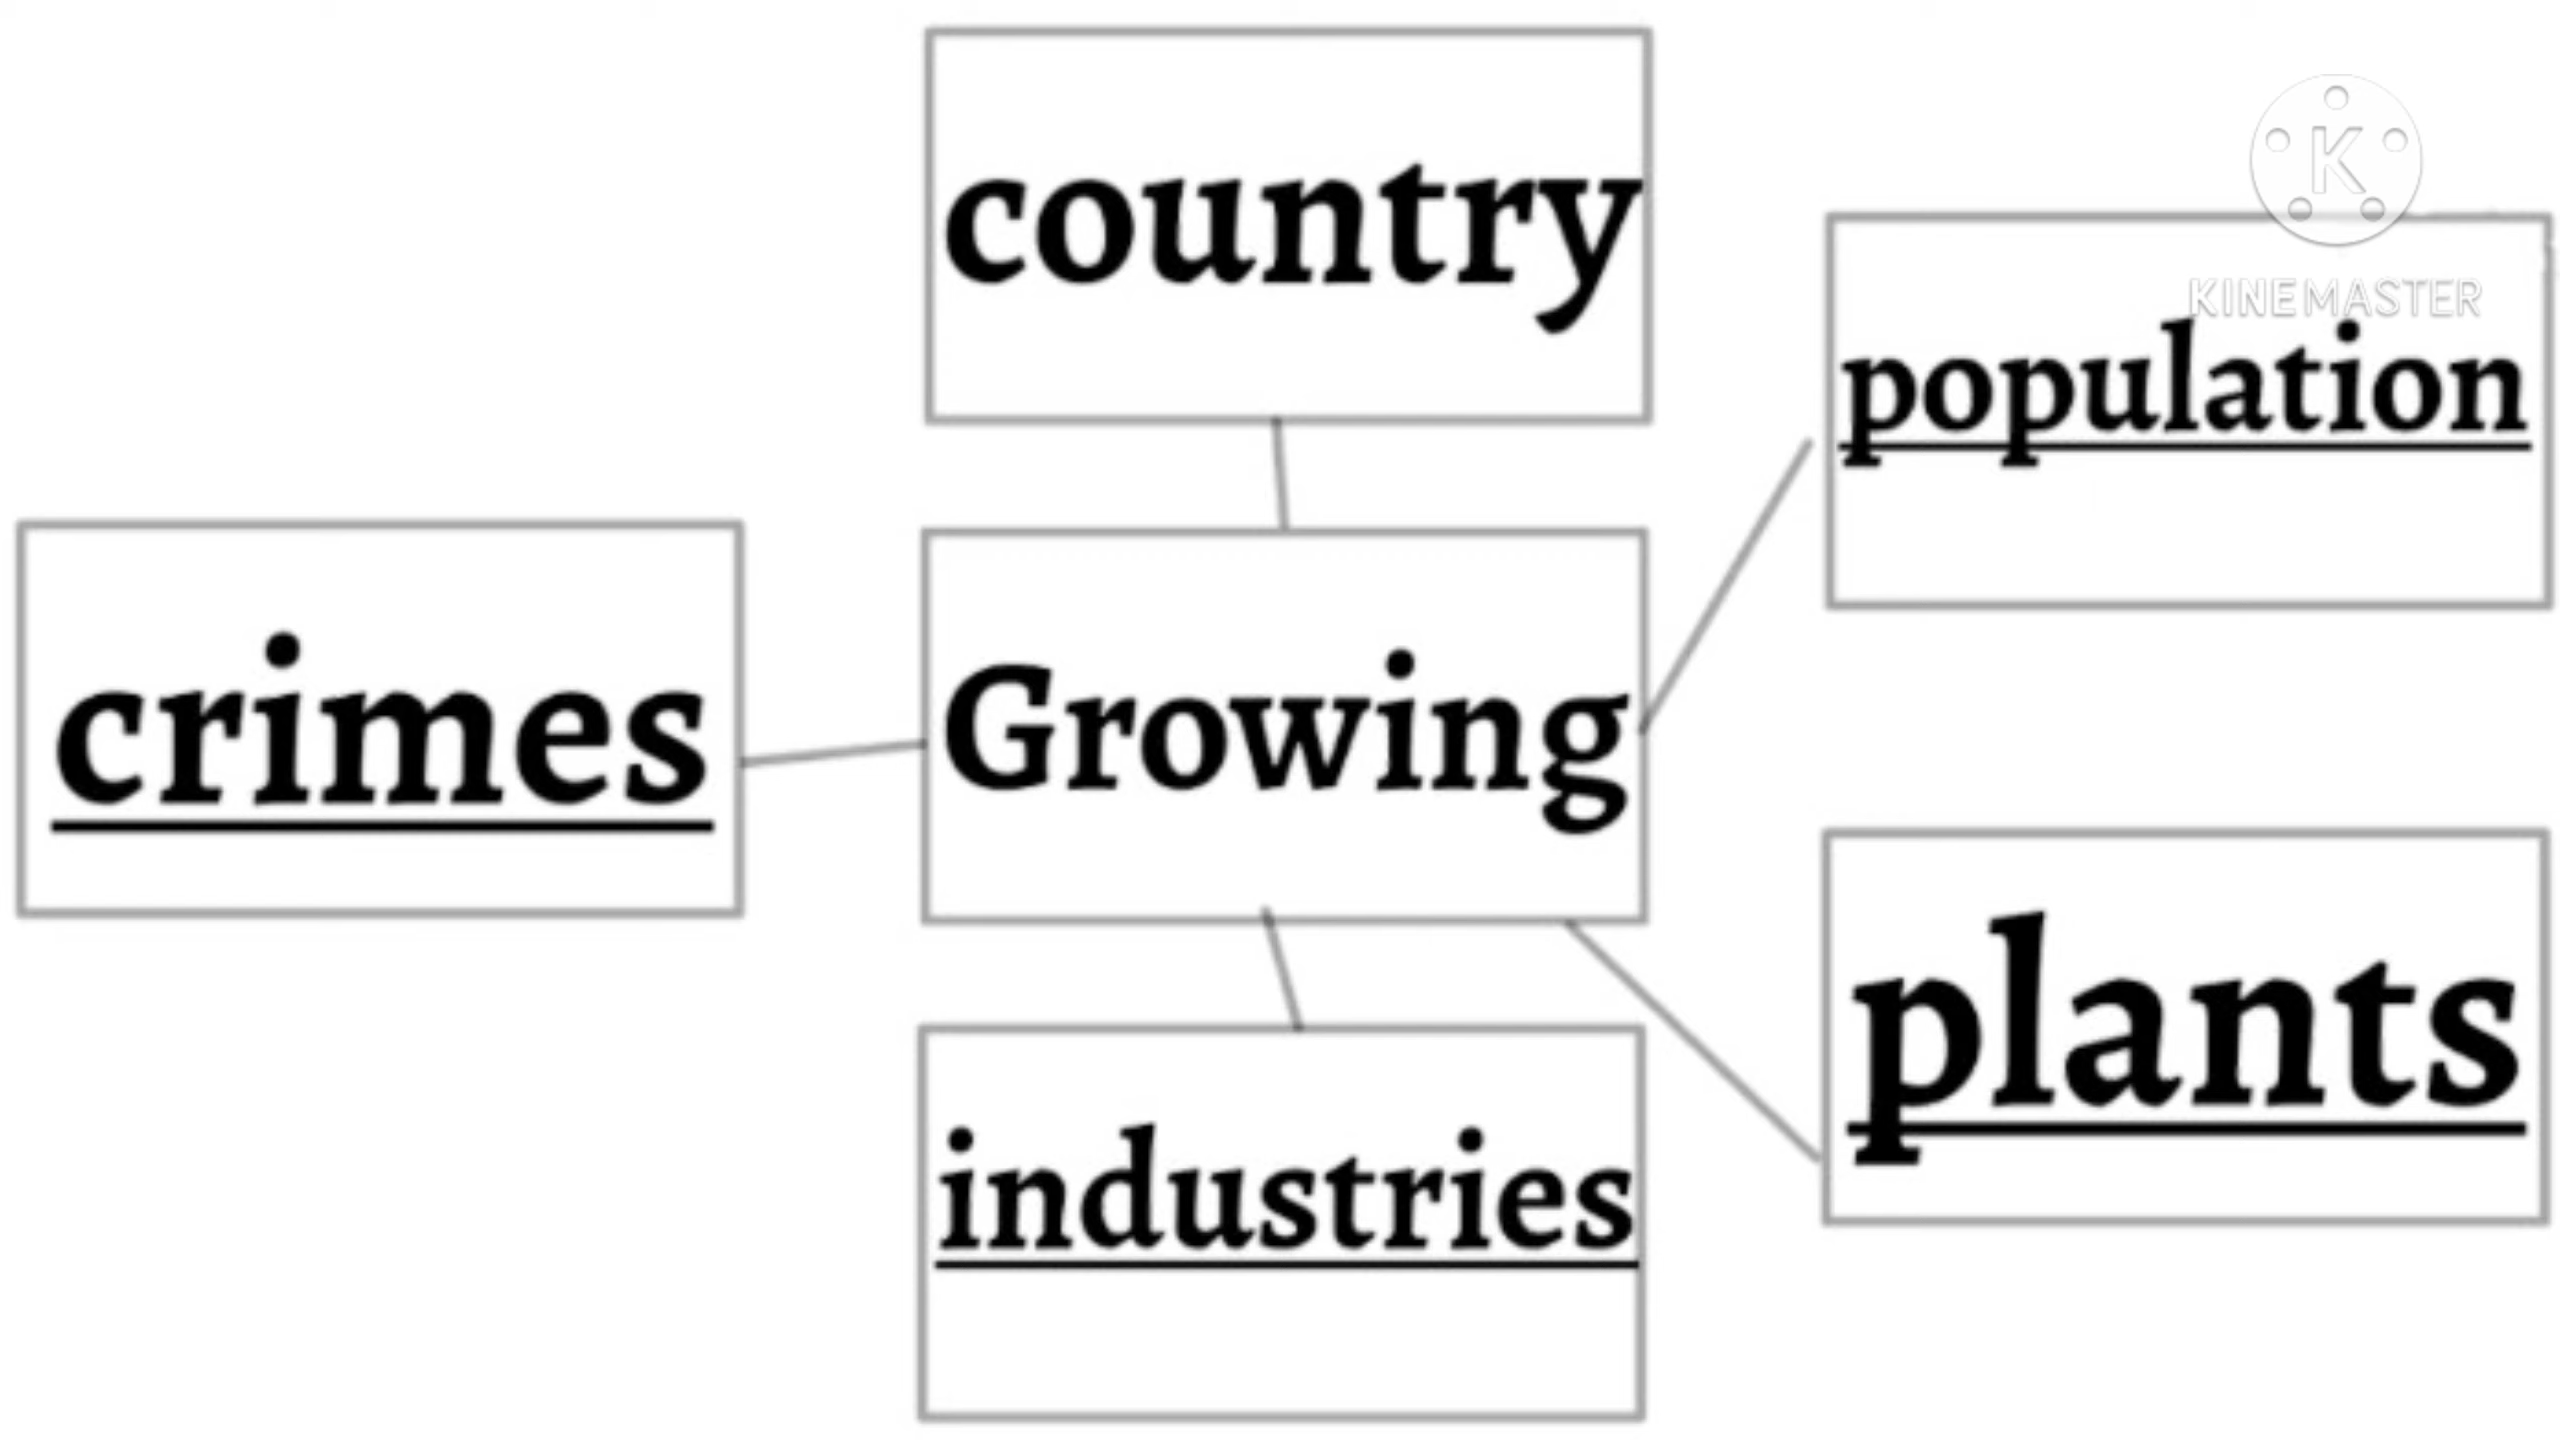 country
K
KINEMASTER
population
crimes
Growing
plants
industries